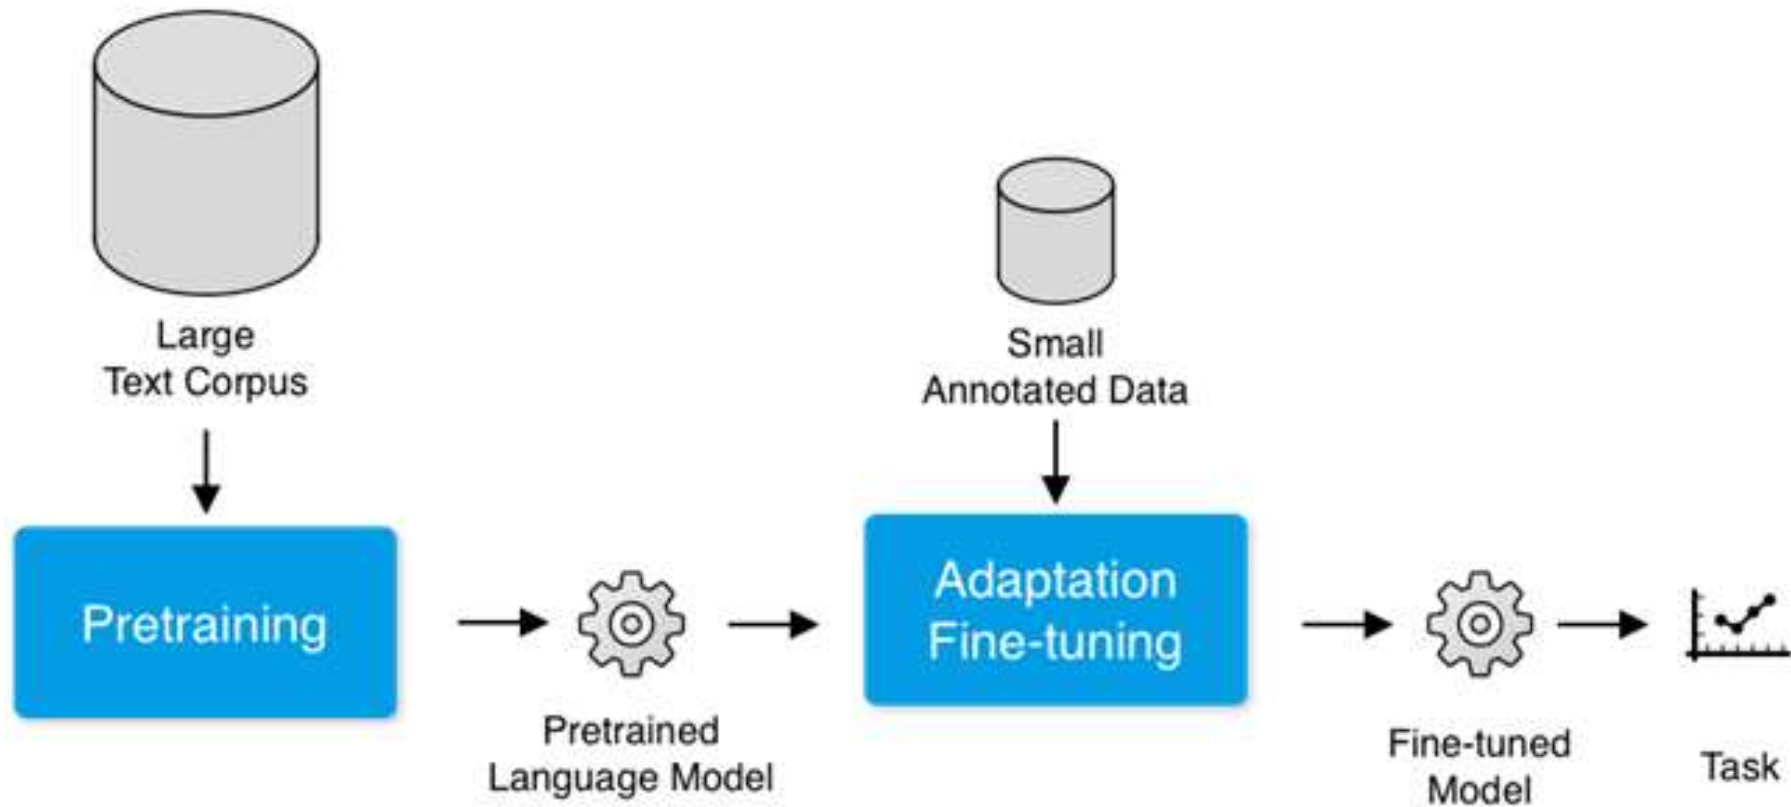 Large
Text Corpus
Small
Annotated Data
Pretraining
Adaptation
Fine-tuning
Pretrained
Language Model
Fine-tuned
Model
Task